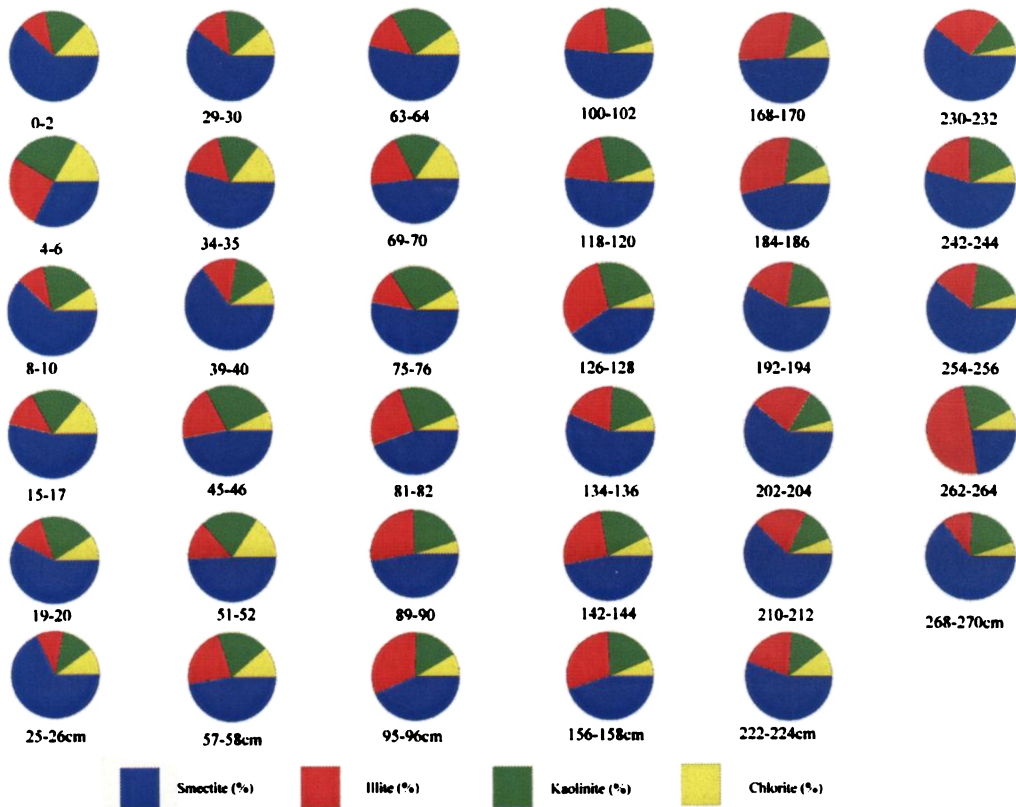 0-2 29-30 63-64 100-102 168-170 230-232
4-6 34-35 69-70 118-120 184-186 242-244
8-10 39-40 75-76 126-128 192-194 254-256
15-17 45-46 81-82 134-136 202-204 262-264
19-20 51-52 89-90 142-144 210-212 268-270cm
25-26cm 57-58cm 95-96cm 156-158cm 222-224cm
Smectite (%) Illite (%) Kaolinite (%) Chlorite (%)